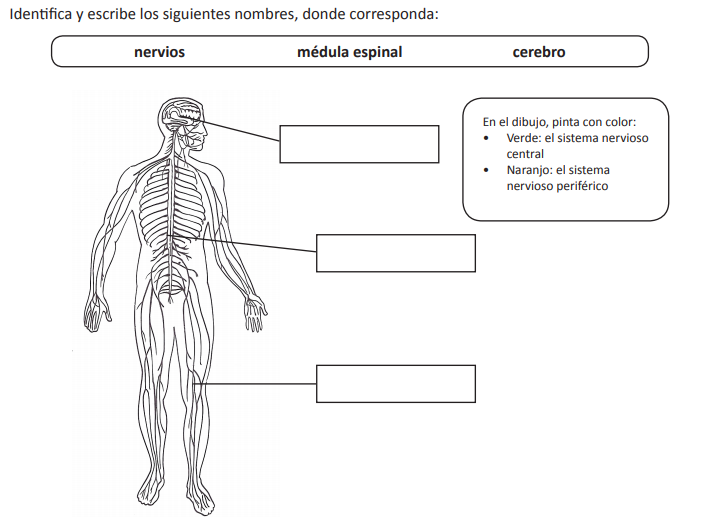 Identifica y escribe los siguientes nombres, donde corresponda:
nervios médula espinal cerebro
En el dibujo, pinta con color:
• Verde: el sistema nervioso
central
• Naranjo: el sistema
nervioso periférico